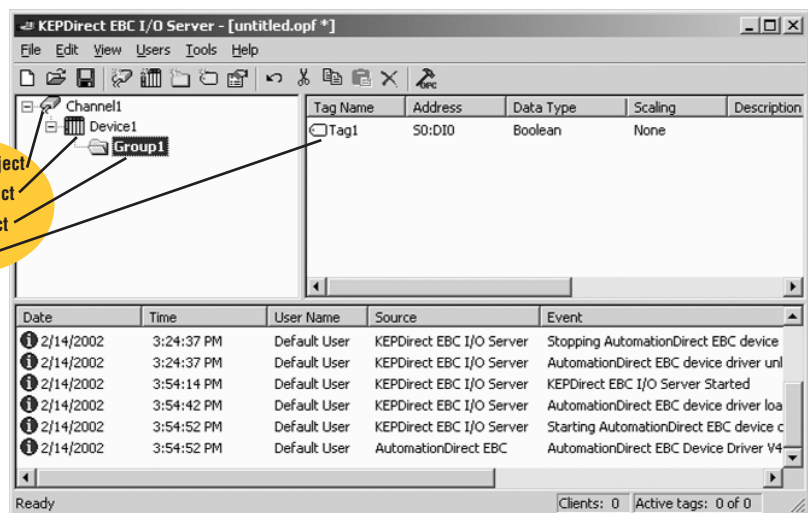 KEPDirect EBC I/O Server - [untitled.opf *]
File Edit View Users Tools Help
OPC
Channel1
Device1
Group1
ject
ct
ct
Tag Name Address Data Type Scaling Description
Tag1 S0:DI0 Boolean None
Date Time User Name Source Event
2/14/2002 3:24:37 PM Default User KEPDirect EBC I/O Server Stopping AutomationDirect EBC device
2/14/2002 3:24:37 PM Default User KEPDirect EBC I/O Server AutomationDirect EBC device driver unl
2/14/2002 3:54:14 PM Default User KEPDirect EBC I/O Server KEPDirect EBC I/O Server Started
2/14/2002 3:54:42 PM Default User KEPDirect EBC I/O Server AutomationDirect EBC device driver loa
2/14/2002 3:54:52 PM Default User KEPDirect EBC I/O Server Starting AutomationDirect EBC device d
2/14/2002 3:54:52 PM Default User AutomationDirect EBC AutomationDirect EBC Device Driver V4
Ready Clients: 0 Active tags: 0 of 0